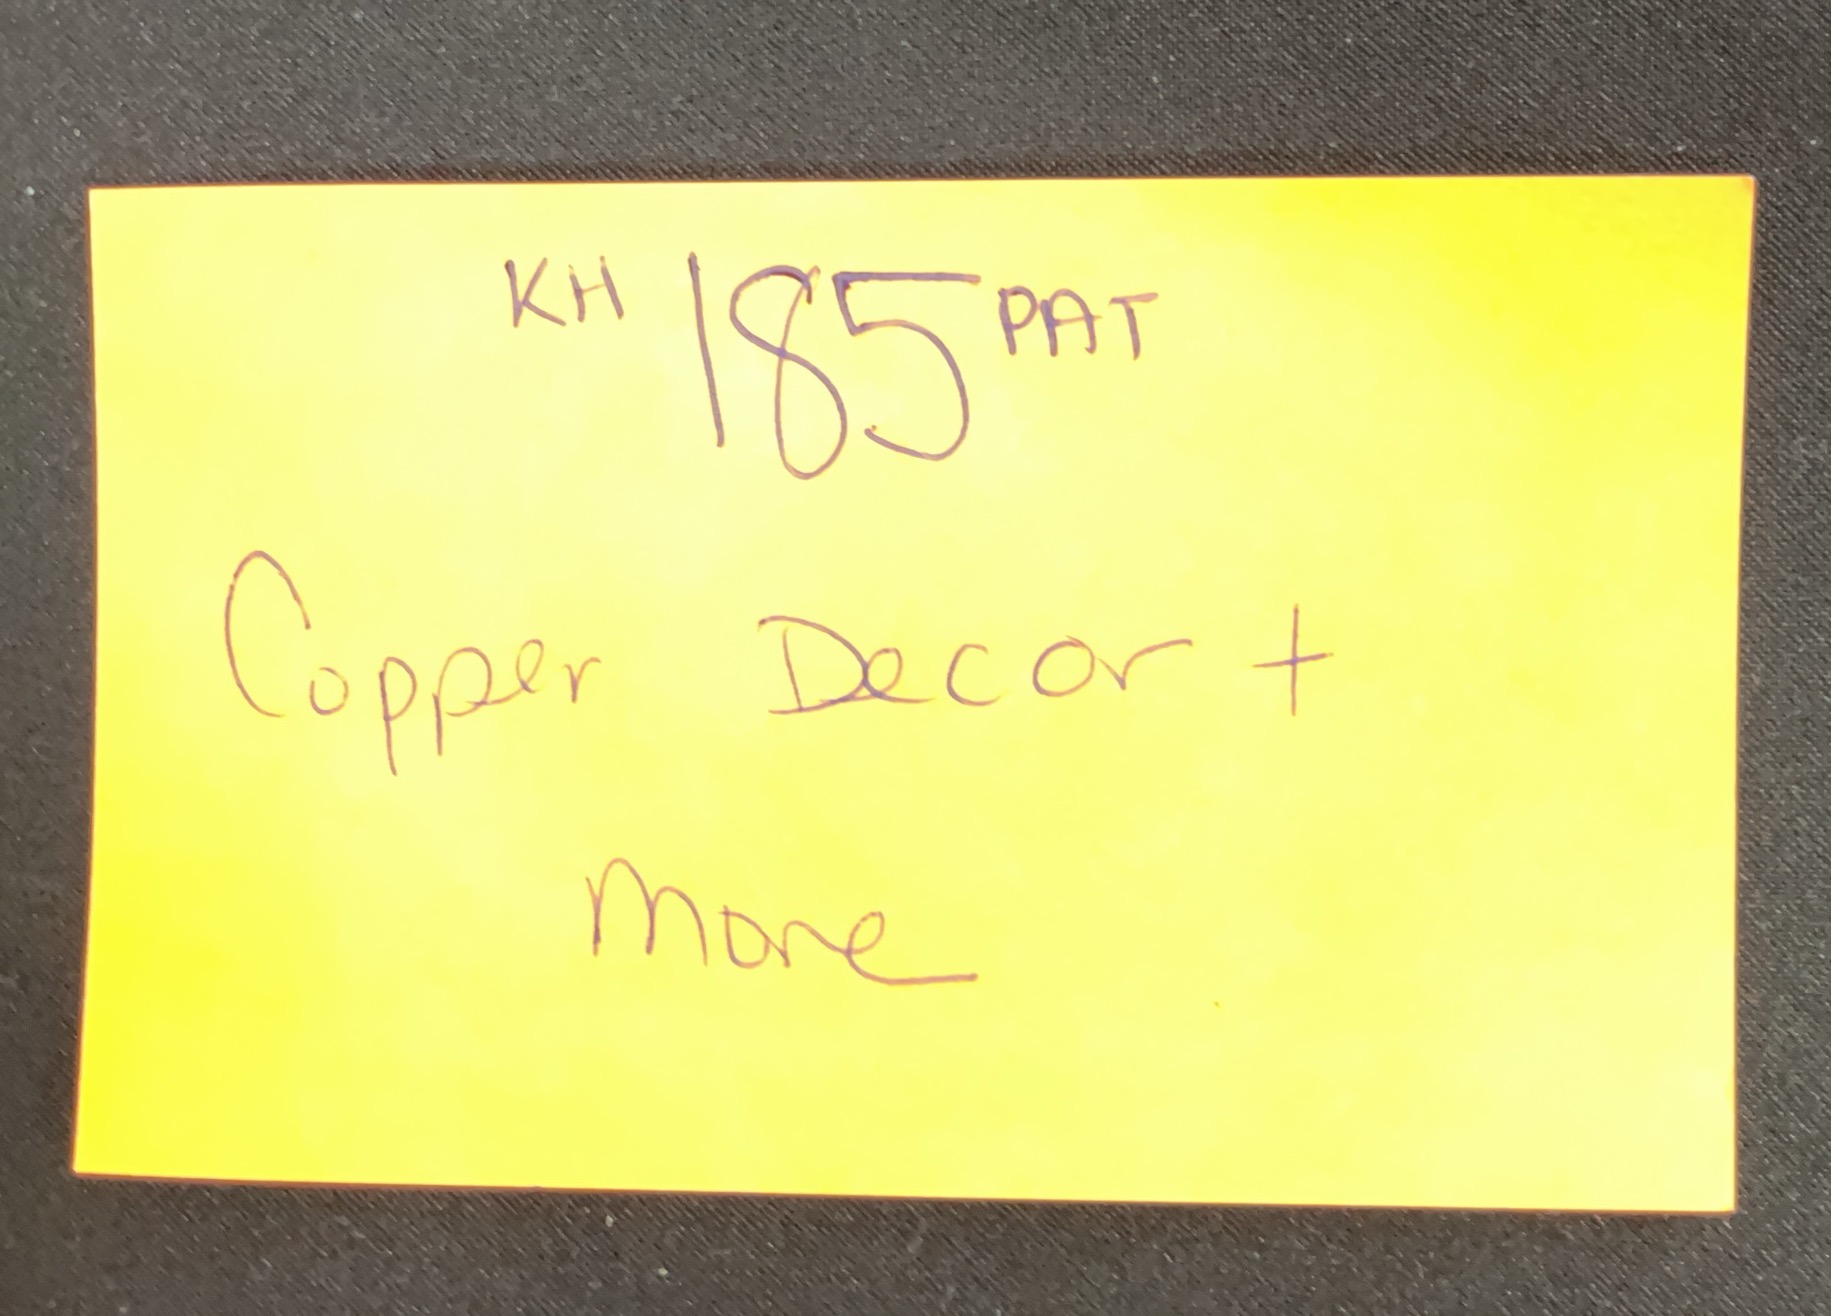 KH 185 PAT
Copper Decor +
more